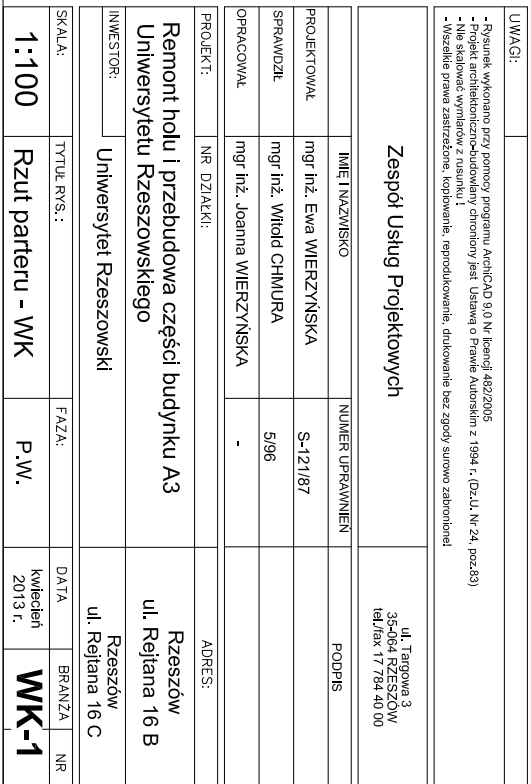 UWAGI:
- Rysunek wykonano przy pomocy programu ArchiCAD 9,0 Nr licencji 482/2005
- Projekt architektoniczno-budowlany chroniony jest Ustawą o Prawie Autorskim z 1994 r. (Dz.U. Nr 24, poz.83)
- Nie skalować wymiarów z rusunku !
- Wszelkie prawa zastrzeżone, kopiowanie, reprodukowanie, drukowanie bez zgody surowo zabronione!
Zespół Usług Projektowych
ul. Targowa 3
35-064 RZESZÓW
tel./fax 17 784 40 00
IMIĘ I NAZWISKO NUMER UPRAWNIEŃ PODPIS
PROJEKTOWAŁ mgr inż. Ewa WIERZYŃSKA S-121/87
SPRAWDZIŁ mgr inż. Witold CHMURA 5/96
OPRACOWAŁ mgr inż. Joanna WIERZYŃSKA -
PROJEKT: NR DZIAŁKI: ADRES:
Remont holu i przebudowa części budynku A3
Uniwersytetu Rzeszowskiego
Rzeszów
ul. Rejtana 16 B
INWESTOR:
Uniwersytet Rzeszowski
Rzeszów
ul. Rejtana 16 C
SKALA: TYTUŁ RYS.: FAZA: DATA BRANŻA NR
1:100 Rzut parteru - WK P.W. kwiecień
2013 r.
WK-1